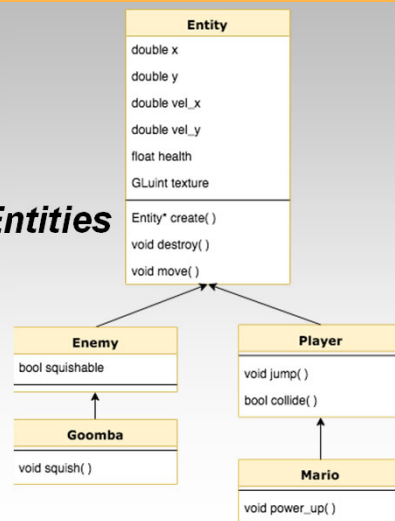 Entity
double x
double y
double vel_x
double vel_y
float health
GLuint texture
Entity* create( )
void destroy( )
void move( )
Entities
Enemy
bool squishable
Goomba
void squish( )
Player
void jump( )
bool collide( )
Mario
void power_up( )